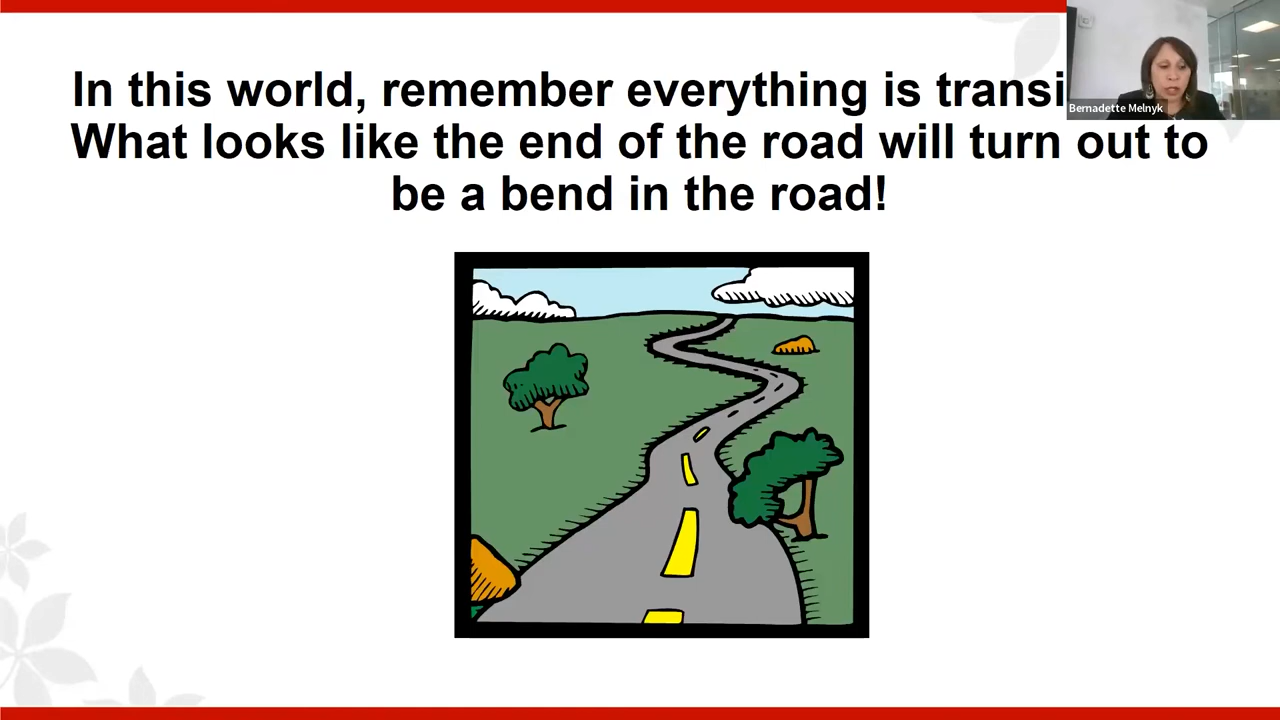 In this world, remember everything is
What looks like the end of the road will turn out to
be a bend in the road!
Bernadette Melnyk